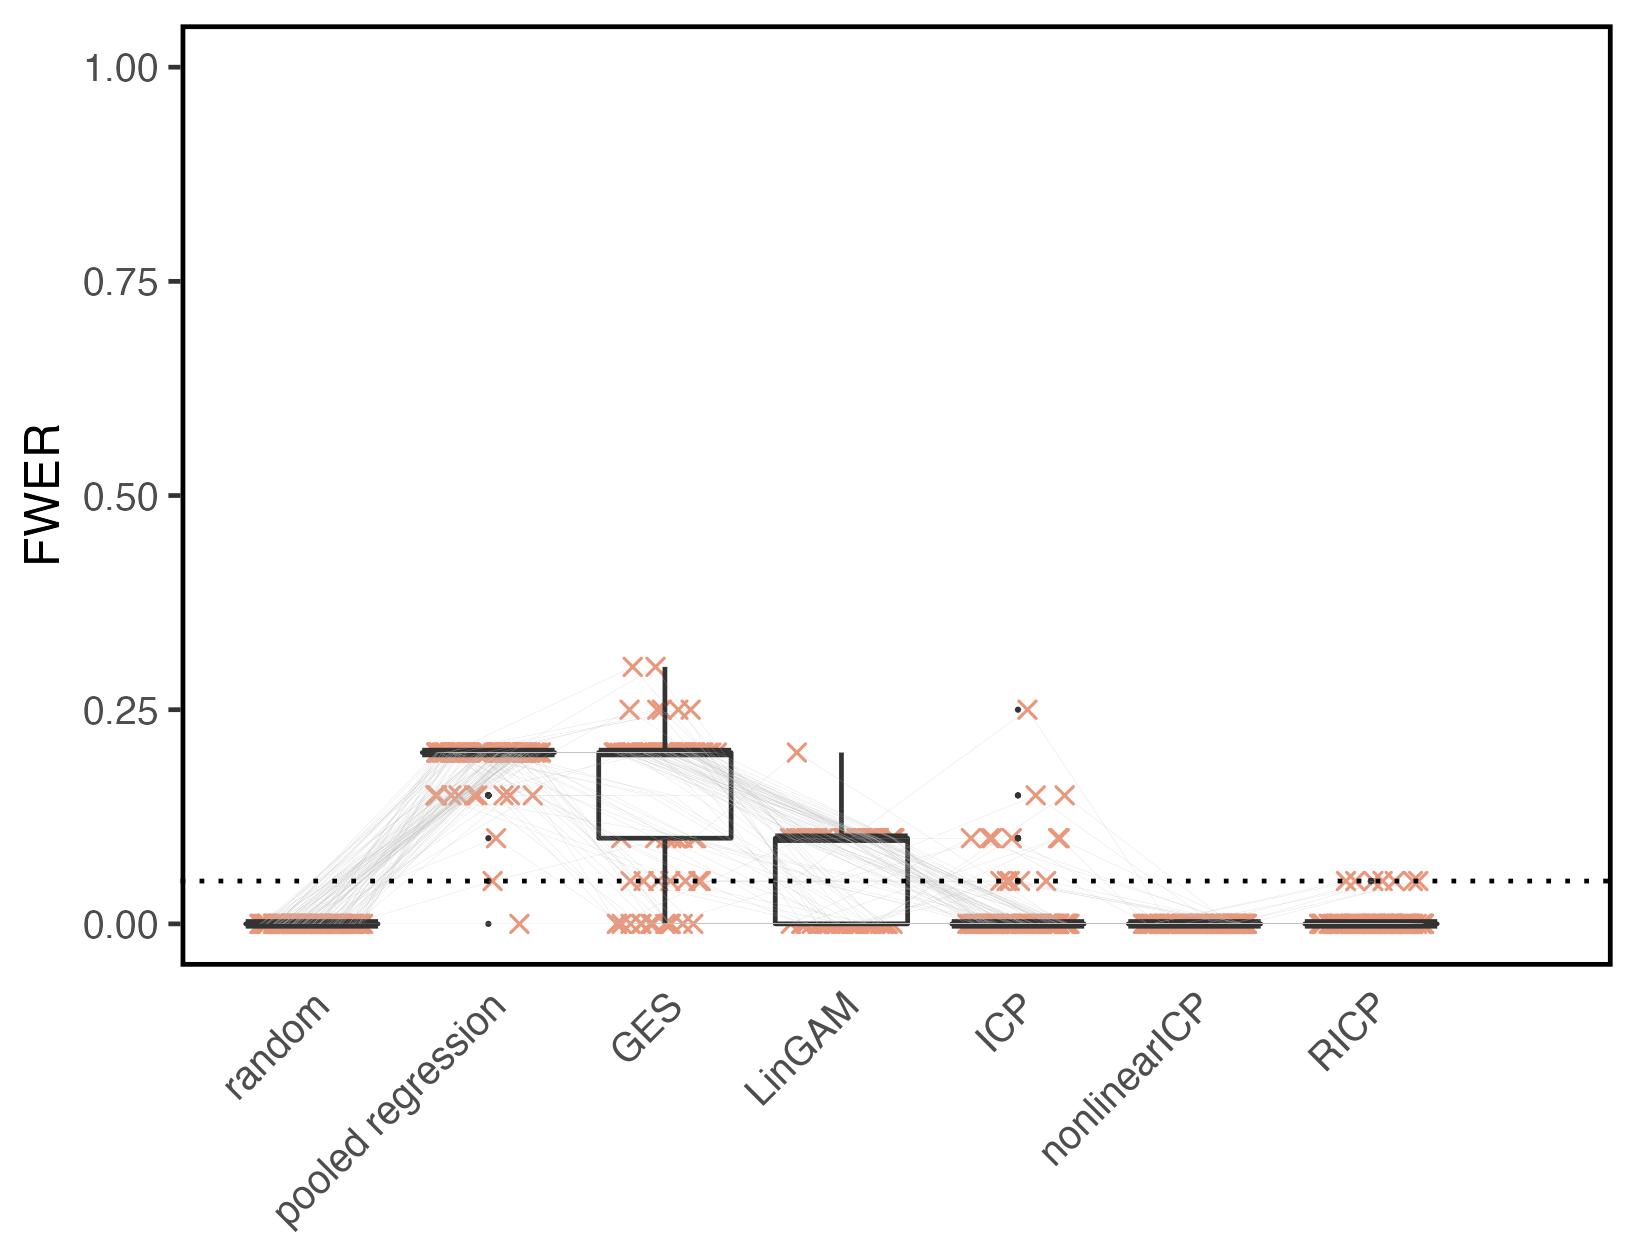 1.00
0.75
0.50
0.25
0.00
FWER
random
pooled regression
GES
LinGAM
ICP
nonlinearICP
RICP